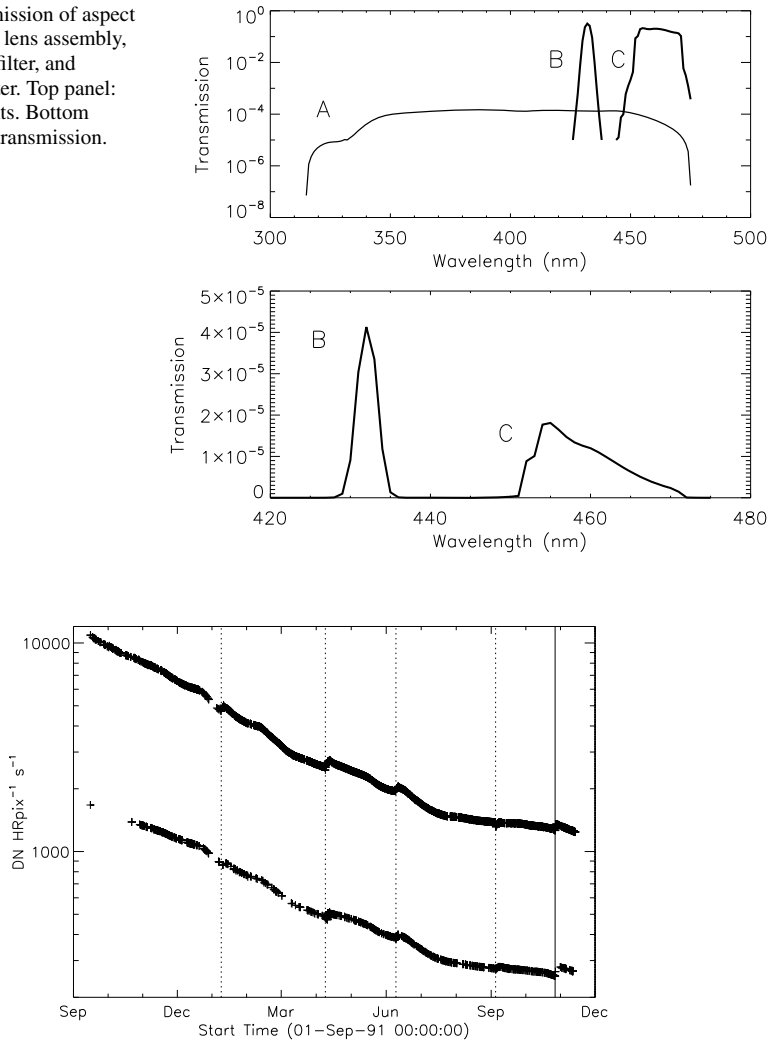 mission of aspect
lens assembly,
filter, and
ter. Top panel:
ts. Bottom
transmission.
10⁰
10⁻²
10⁻⁴
10⁻⁶
10⁻⁸
Transmission
A
B
C
300 350 400 450 500
Wavelength (nm)
5×10⁻⁵
4×10⁻⁵
3×10⁻⁵
2×10⁻⁵
1×10⁻⁵
0
Transmission
B
C
420 440 460 480
Wavelength (nm)
10000
1000
DN HRpix⁻¹ s⁻¹
Sep Dec Mar Jun Sep Dec
Start Time (01-Sep-91 00:00:00)